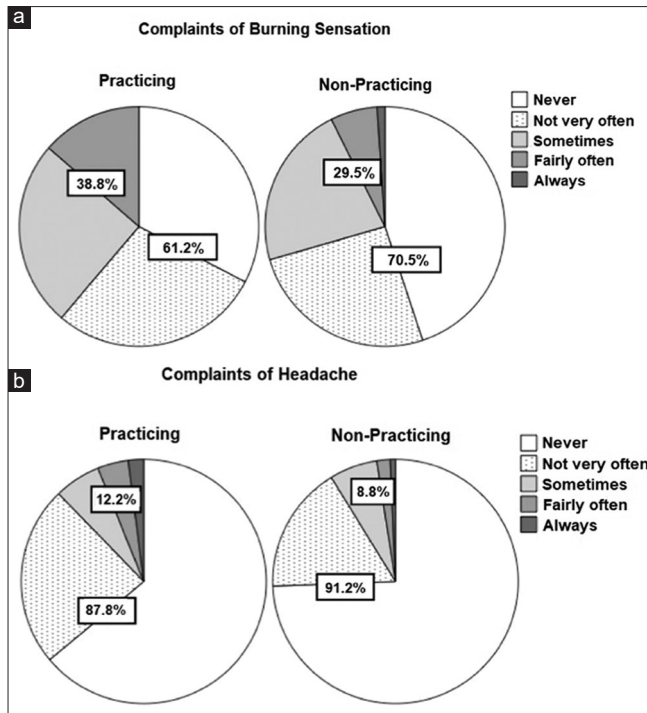 a
Complaints of Burning Sensation
Practicing
Non-Practicing
Never
Not very often
Sometimes
Fairly often
Always
38.8%
61.2%
29.5%
70.5%
b
Complaints of Headache
Practicing
Non-Practicing
Never
Not very often
Sometimes
Fairly often
Always
12.2%
87.8%
8.8%
91.2%